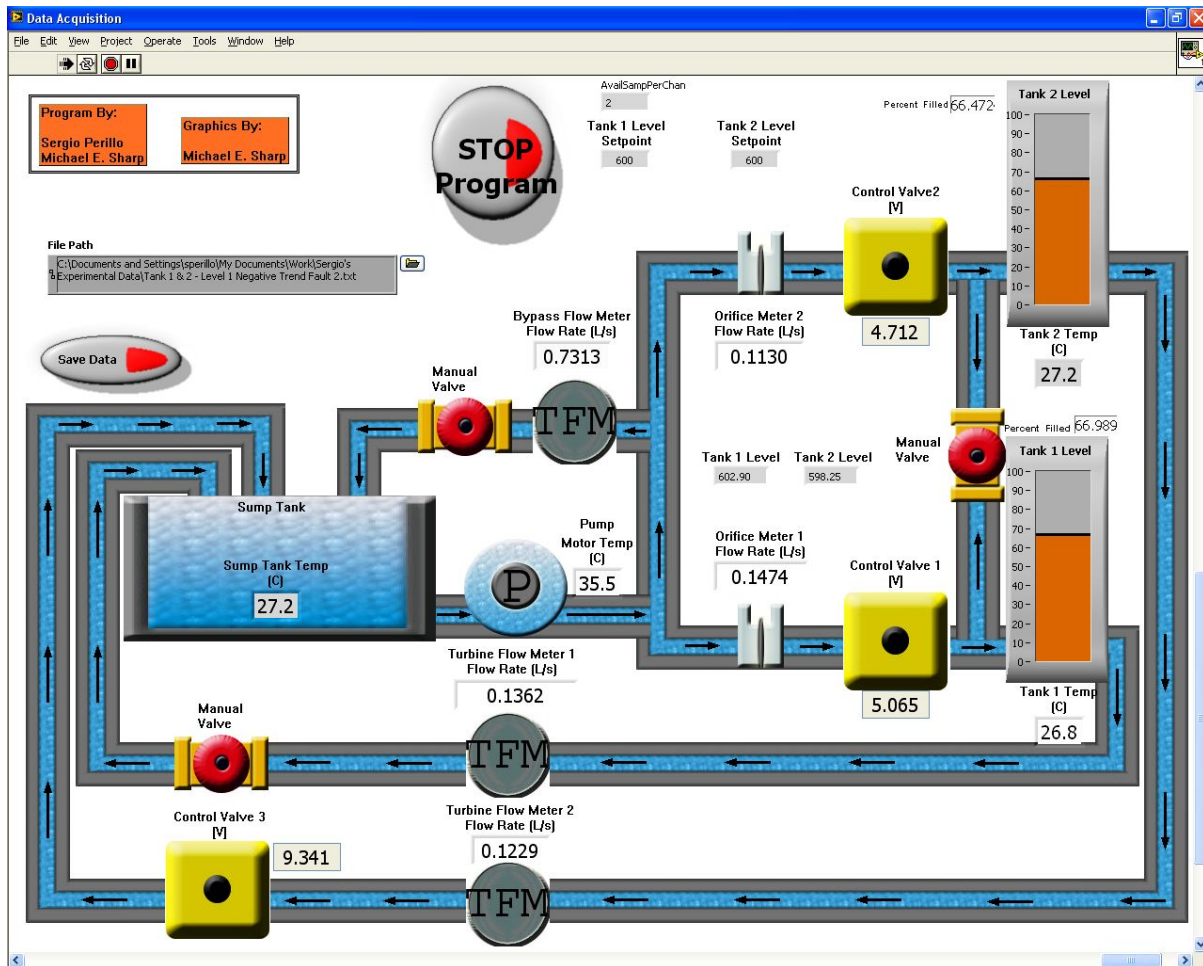 Data Acquisition
File Edit View Project Operate Tools Window Help
Program By:
Sergio Perillo
Michael E. Sharp
Graphics By:
Michael E. Sharp
STOP
Program
AvailSampPerChan
2
Tank 1 Level
Setpoint
600
Tank 2 Level
Setpoint
600
Percent Filled 66.472
Tank 2 Level
100
90
80
70
60
50
40
30
20
10
0
Control Valve2
[V]
4.712
File Path
C:\Documents and Settings\sperillo\My Documents\Work\Sergio's
Experimental Data\Tank 1 & 2 - Level 1 Negative Trend Fault 2.txt
Save Data
Bypass Flow Meter
Flow Rate (L/s)
0.7313
Orifice Meter 2
Flow Rate (L/s)
0.1130
Tank 2 Temp
(C)
27.2
Manual
Valve
TFM
Manual
Valve
Percent Filled 66.989
Tank 1 Level
100
90
80
70
60
50
40
30
20
10
0
Tank 1 Level
602.90
Tank 2 Level
598.25
Sump Tank
Sump Tank Temp
(C)
27.2
Pump
Motor Temp
(C)
35.5
P
Orifice Meter 1
Flow Rate (L/s)
0.1474
Control Valve 1
[V]
5.065
Turbine Flow Meter 1
Flow Rate (L/s)
0.1362
Tank 1 Temp
(C)
26.8
Manual
Valve
TFM
Turbine Flow Meter 2
Flow Rate (L/s)
0.1229
Control Valve 3
[V]
9.341
TFM